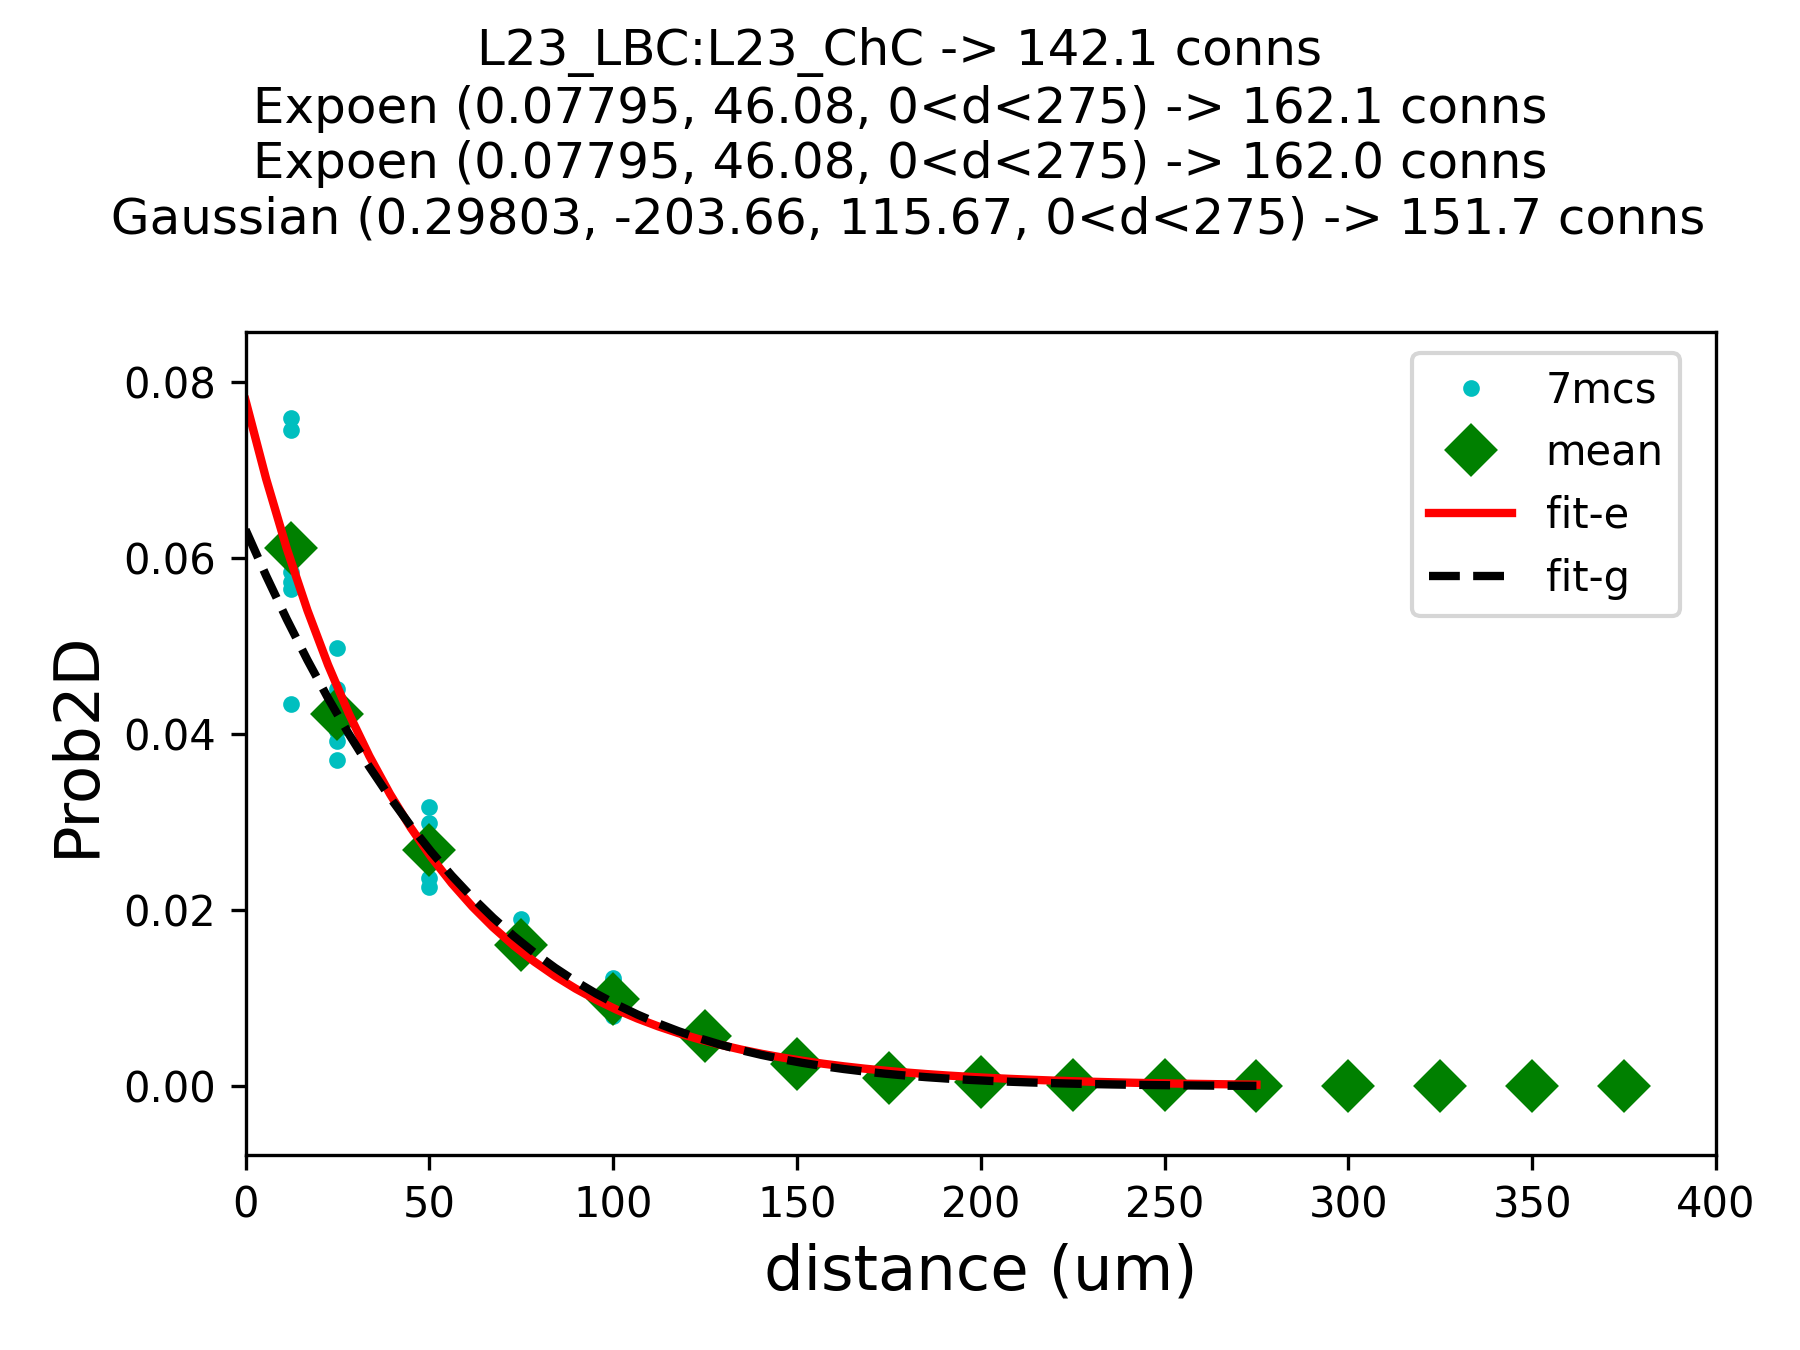 L23_LBC:L23_ChC -> 142.1 conns
Expoen (0.07795, 46.08, 0<d<275) -> 162.1 conns
Expoen (0.07795, 46.08, 0<d<275) -> 162.0 conns
Gaussian (0.29803, -203.66, 115.67, 0<d<275) -> 151.7 conns
7mcs
mean
fit-e
fit-g
Prob2D
0.08
0.06
0.04
0.02
0.00
0 50 100 150 200 250 300 350 400
distance (um)